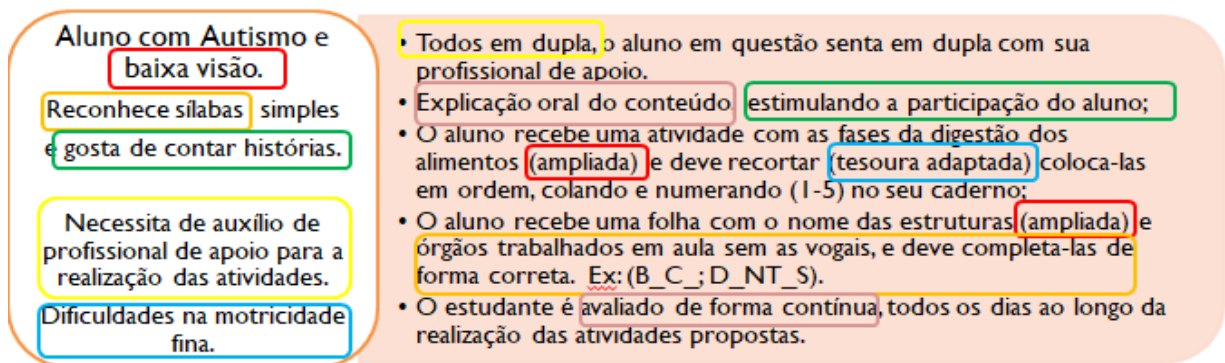 Aluno com Autismo e
baixa visão.
Reconhece sílabas simples
e gosta de contar histórias.
Necessita de auxílio de
profissional de apoio para a
realização das atividades.
Dificuldades na motricidade
fina.
• Todos em dupla, o aluno em questão senta em dupla com sua
profissional de apoio.
• Explicação oral do conteúdo, estimulando a participação do aluno;
• O aluno recebe uma atividade com as fases da digestão dos
alimentos (ampliada) e deve recortar (tesoura adaptada) coloca-las
em ordem, colando e numerando (1-5) no seu caderno;
• O aluno recebe uma folha com o nome das estruturas (ampliada) e
órgãos trabalhados em aula sem as vogais, e deve completa-las de
forma correta. Ex: (B_C_; D_NT_S).
• O estudante é avaliado de forma contínua, todos os dias ao longo da
realização das atividades propostas.